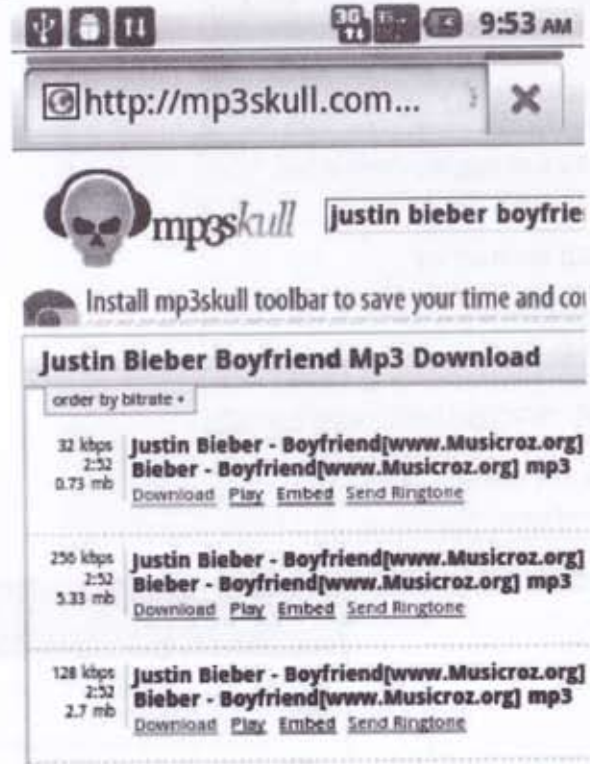 3G 9:53 AM
http://mp3skull.com...
mp3skull justin bieber boyfrie
Install mp3skull toolbar to save your time and co
Justin Bieber Boyfriend Mp3 Download
order by bitrate
32 kbps Justin Bieber - Boyfriend[www.Musicroz.org]
2:52 Bieber - Boyfriend[www.Musicroz.org] mp3
0.73 mb Download Play Embed Send Ringtone
256 kbps Justin Bieber - Boyfriend[www.Musicroz.org]
2:52 Bieber - Boyfriend[www.Musicroz.org] mp3
5.33 mb Download Play Embed Send Ringtone
128 kbps Justin Bieber - Boyfriend[www.Musicroz.org]
2:52 Bieber - Boyfriend[www.Musicroz.org] mp3
2.7 mb Download Play Embed Send Ringtone